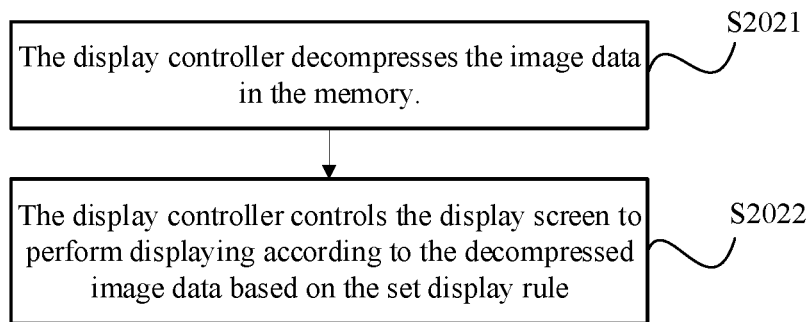 S2021
The display controller decompresses the image data
in the memory.
S2022
The display controller controls the display screen to
perform displaying according to the decompressed
image data based on the set display rule